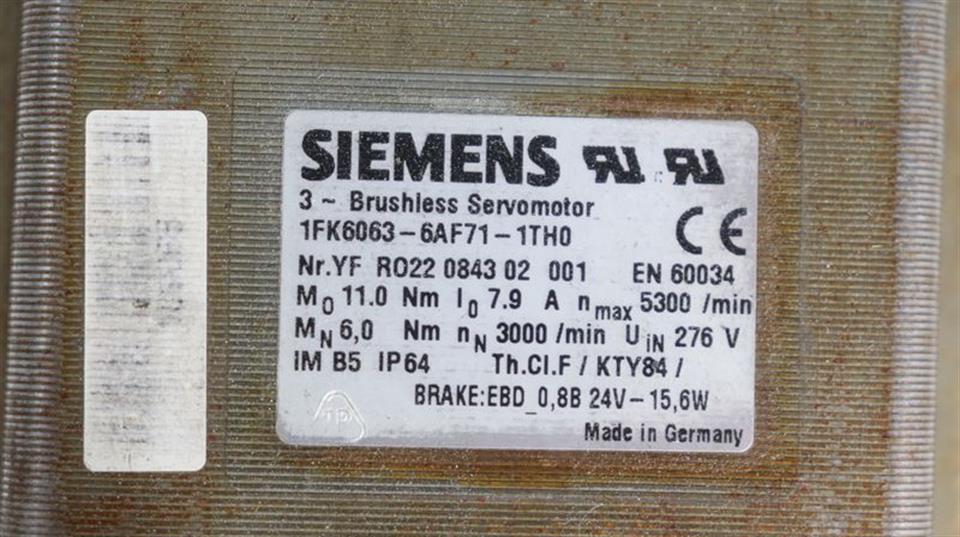 SIEMENS
3 ~ Brushless Servomotor
1FK6063-6AF71-1TH0
Nr.YF R022 0843 02 001 EN 60034
M0 11.0 Nm I0 7.9 A nmax 5300 /min
MN 6,0 Nm nN 3000 /min UiN 276 V
IM B5 IP64 Th.Cl.F / KTY84 /
BRAKE:EBD_0,8B 24V-15,6W
Made in Germany